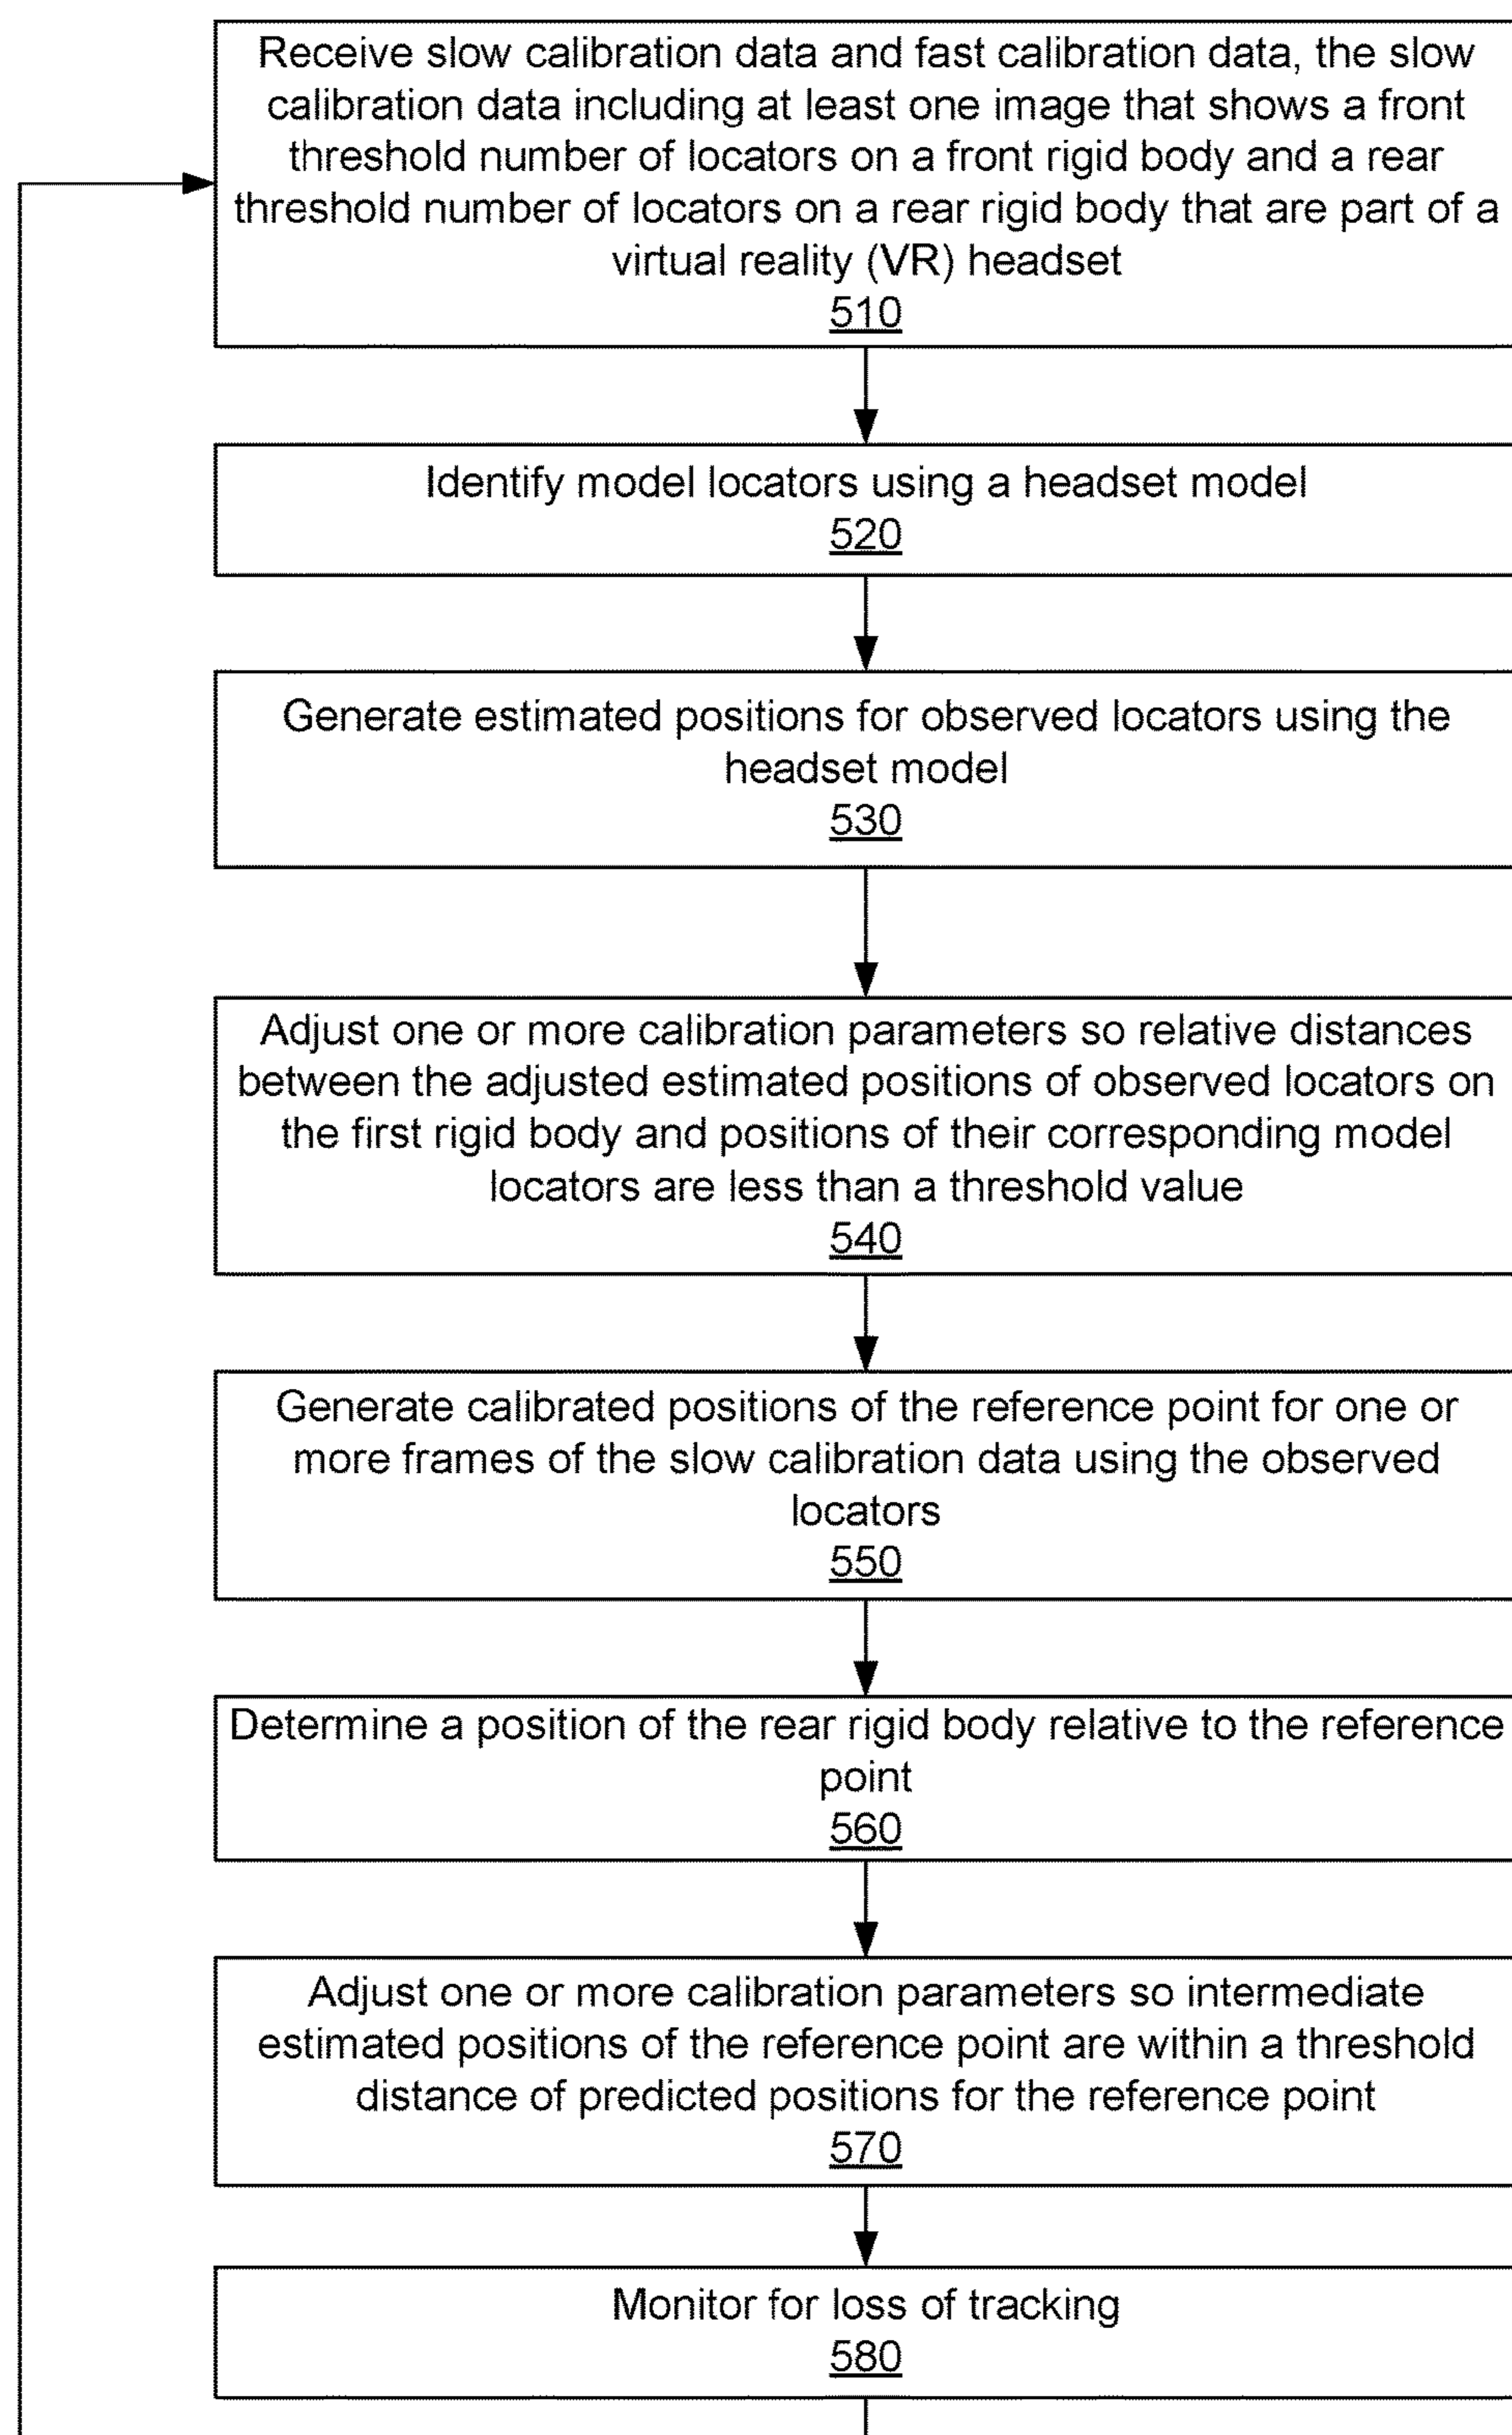 Receive slow calibration data and fast calibration data, the slow
calibration data including at least one image that shows a front
threshold number of locators on a front rigid body and a rear
threshold number of locators on a rear rigid body that are part of a
virtual reality (VR) headset
510
Identify model locators using a headset model
520
Generate estimated positions for observed locators using the
headset model
530
Adjust one or more calibration parameters so relative distances
between the adjusted estimated positions of observed locators on
the first rigid body and positions of their corresponding model
locators are less than a threshold value
540
Generate calibrated positions of the reference point for one or
more frames of the slow calibration data using the observed
locators
550
Determine a position of the rear rigid body relative to the reference
point
560
Adjust one or more calibration parameters so intermediate
estimated positions of the reference point are within a threshold
distance of predicted positions for the reference point
570
Monitor for loss of tracking
580